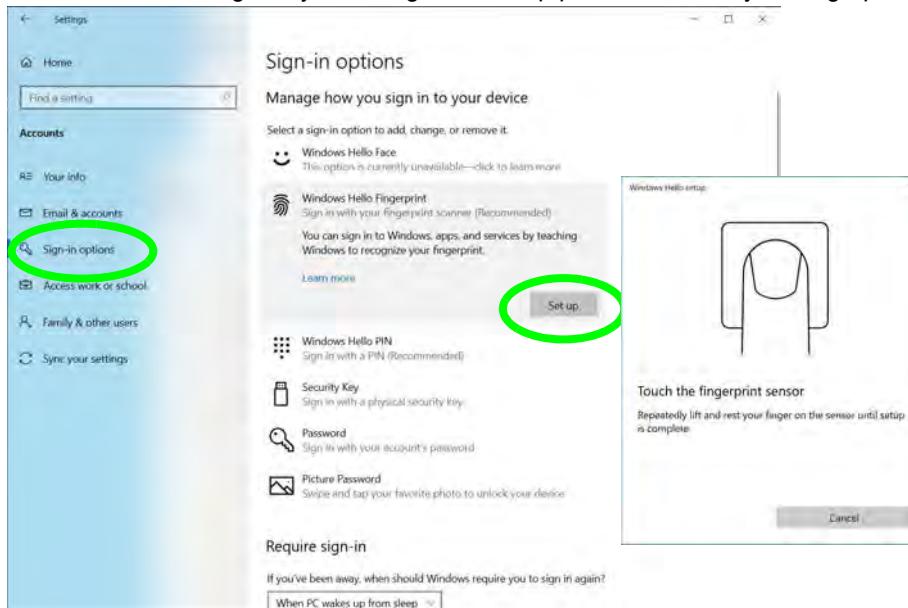 Settings
Home
Find a setting
Accounts
Your info
Email & accounts
Sign-in options
Access work or school
Family & other users
Sync your settings
Sign-in options
Manage how you sign in to your device
Select a sign-in option to add, change, or remove it.
Windows Hello Face
This option is currently unavailable—click to learn more
Windows Hello Fingerprint
Sign in with your fingerprint scanner (Recommended)
You can sign in to Windows, apps, and services by teaching
Windows to recognize your fingerprint.
Learn more
Set up
Windows Hello PIN
Sign in with a PIN (Recommended)
Security Key
Sign in with a physical security key
Password
Sign in with your account's password
Picture Password
Swipe and tap your favorite photo to unlock your device
Require sign-in
If you've been away, when should Windows require you to sign in again?
When PC wakes up from sleep
Windows Hello setup
Touch the fingerprint sensor
Repeatedly lift and rest your finger on the sensor until setup
is complete.
Cancel